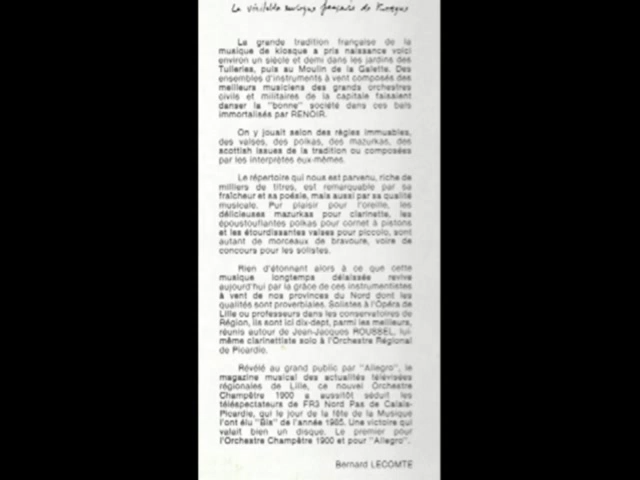 La véritable musique française de Kiosque
La grande tradition française de la
musique de kiosque a pris naissance voici
environ un siècle et demi dans les jardins des
Tuileries, puis au Moulin de la Galette. Des
ensembles d'instruments à vent composés des
meilleurs musiciens des grands orchestres
civils et militaires de la capitale faisaient
danser la "bonne" société dans ces bals
immortalisés par RENOIR.
On y jouait selon des règles immuables,
des valses, des polkas, des mazurkas, des
scottish issues de la tradition ou composées
par les interprètes eux-mêmes.
Le répertoire qui nous est parvenu, riche de
milliers de titres, est remarquable par sa
fraîcheur et sa poésie, mais aussi par sa qualité
musicale. Pur plaisir pour l'oreille, les
délicieuses mazurkas pour clarinette, les
époustouflantes polkas pour cornet à pistons
et les étourdissantes valses pour piccolo, sont
autant de morceaux de bravoure, voire de
concours pour les solistes.
Rien d'étonnant alors à ce que cette
musique longtemps délaissée revive
aujourd'hui par la grâce de ces instrumentistes
à vent de nos provinces du Nord dont les
qualités sont proverbiales. Solistes à l'Opéra de
Lille ou professeurs dans les conservatoires de
Région, ils sont ici dix-sept, parmi les meilleurs,
réunis autour de Jean-Jacques ROUSSEL, lui-
même clarinettiste solo à l'Orchestre Régional
de Picardie.
Révélé au grand public par "Allegro", le
magazine musical des actualités télévisées
régionales de Lille, ce nouvel Orchestre
Champêtre 1900 a aussitôt séduit les
téléspectateurs de FR3 Nord Pas de Calais-
Picardie, qui le jour de la fête de la Musique
l'ont élu "Bis" de l'année 1985. Une victoire qui
valait bien un disque. Le premier pour
l'Orchestre Champêtre 1900 et pour "Allegro".
Bernard LECOMTE